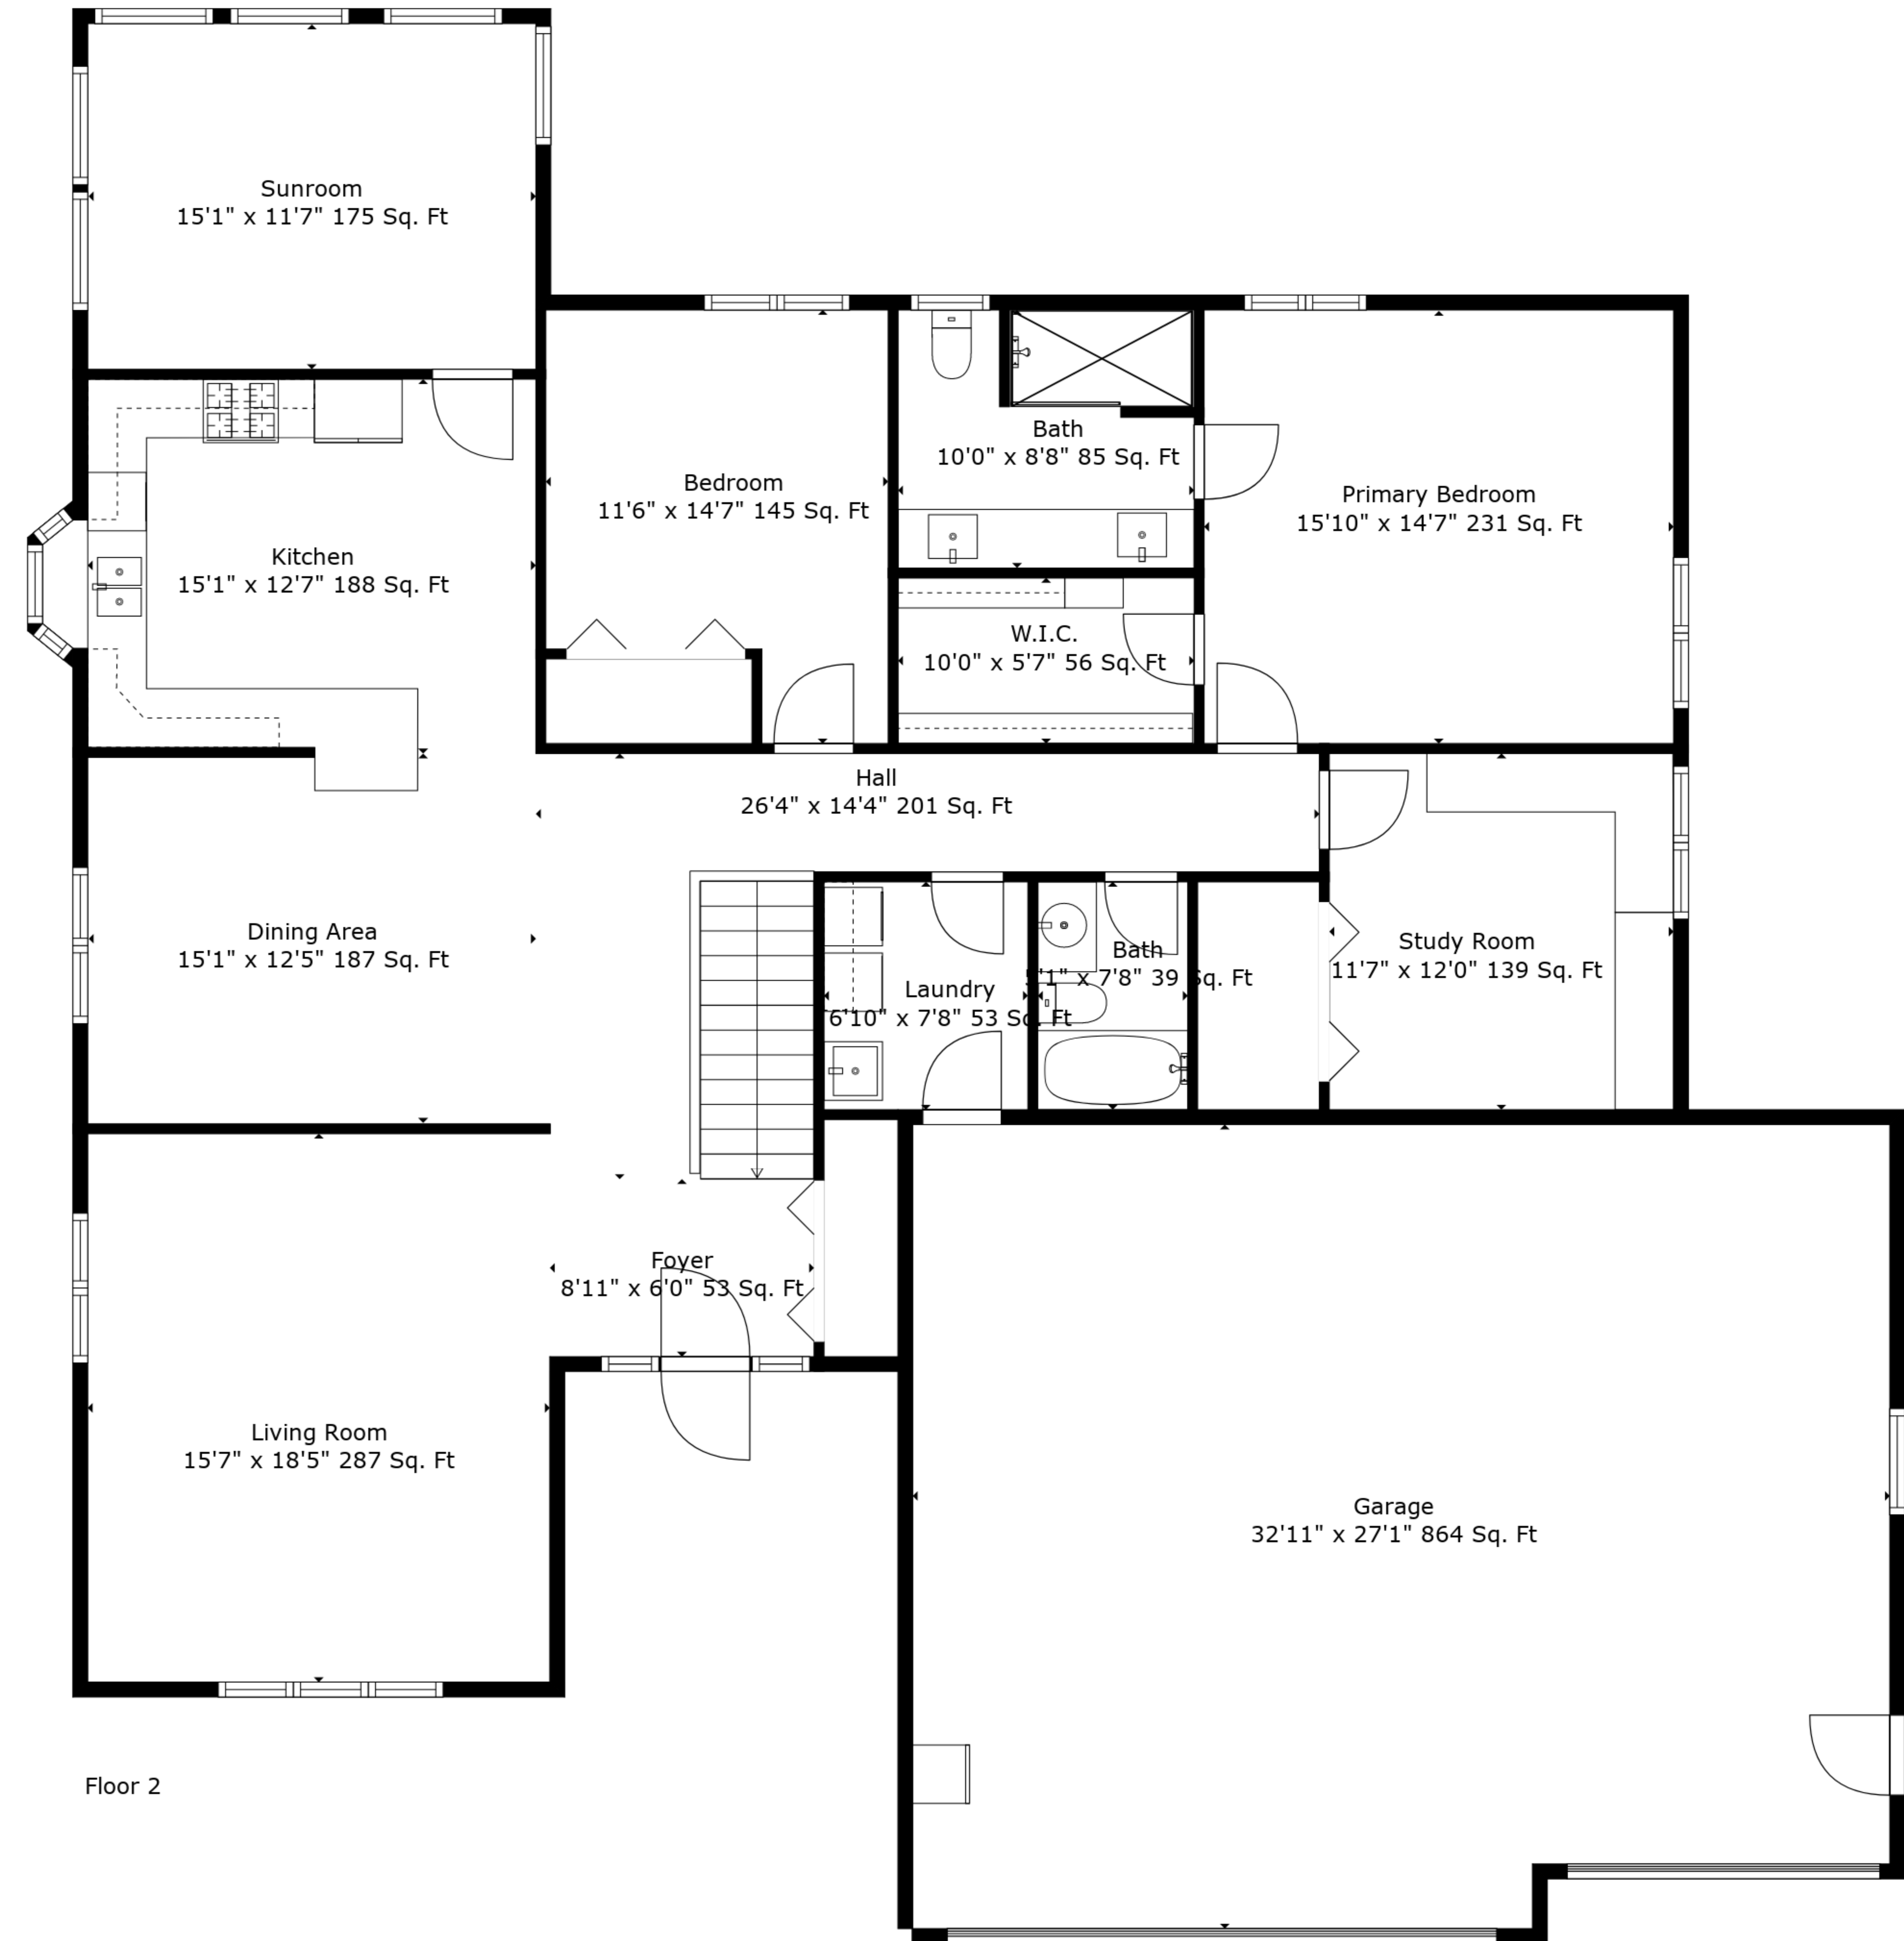 Sunroom
15'1" x 11'7" 175 Sq. Ft
Bath
10'0" x 8'8" 85 Sq. Ft
Bedroom
11'6" x 14'7" 145 Sq. Ft
Primary Bedroom
15'10" x 14'7" 231 Sq. Ft
Kitchen
15'1" x 12'7" 188 Sq. Ft
W.I.C.
10'0" x 5'7" 56 Sq. Ft
Hall
26'4" x 14'4" 201 Sq. Ft
Dining Area
15'1" x 12'5" 187 Sq. Ft
Laundry
6'10" x 7'8" 53 Sq. Ft
Bath
5'1" x 7'8" 39 Sq. Ft
Study Room
11'7" x 12'0" 139 Sq. Ft
Foyer
8'11" x 6'0" 53 Sq. Ft
Living Room
15'7" x 18'5" 287 Sq. Ft
Garage
32'11" x 27'1" 864 Sq. Ft
Floor 2